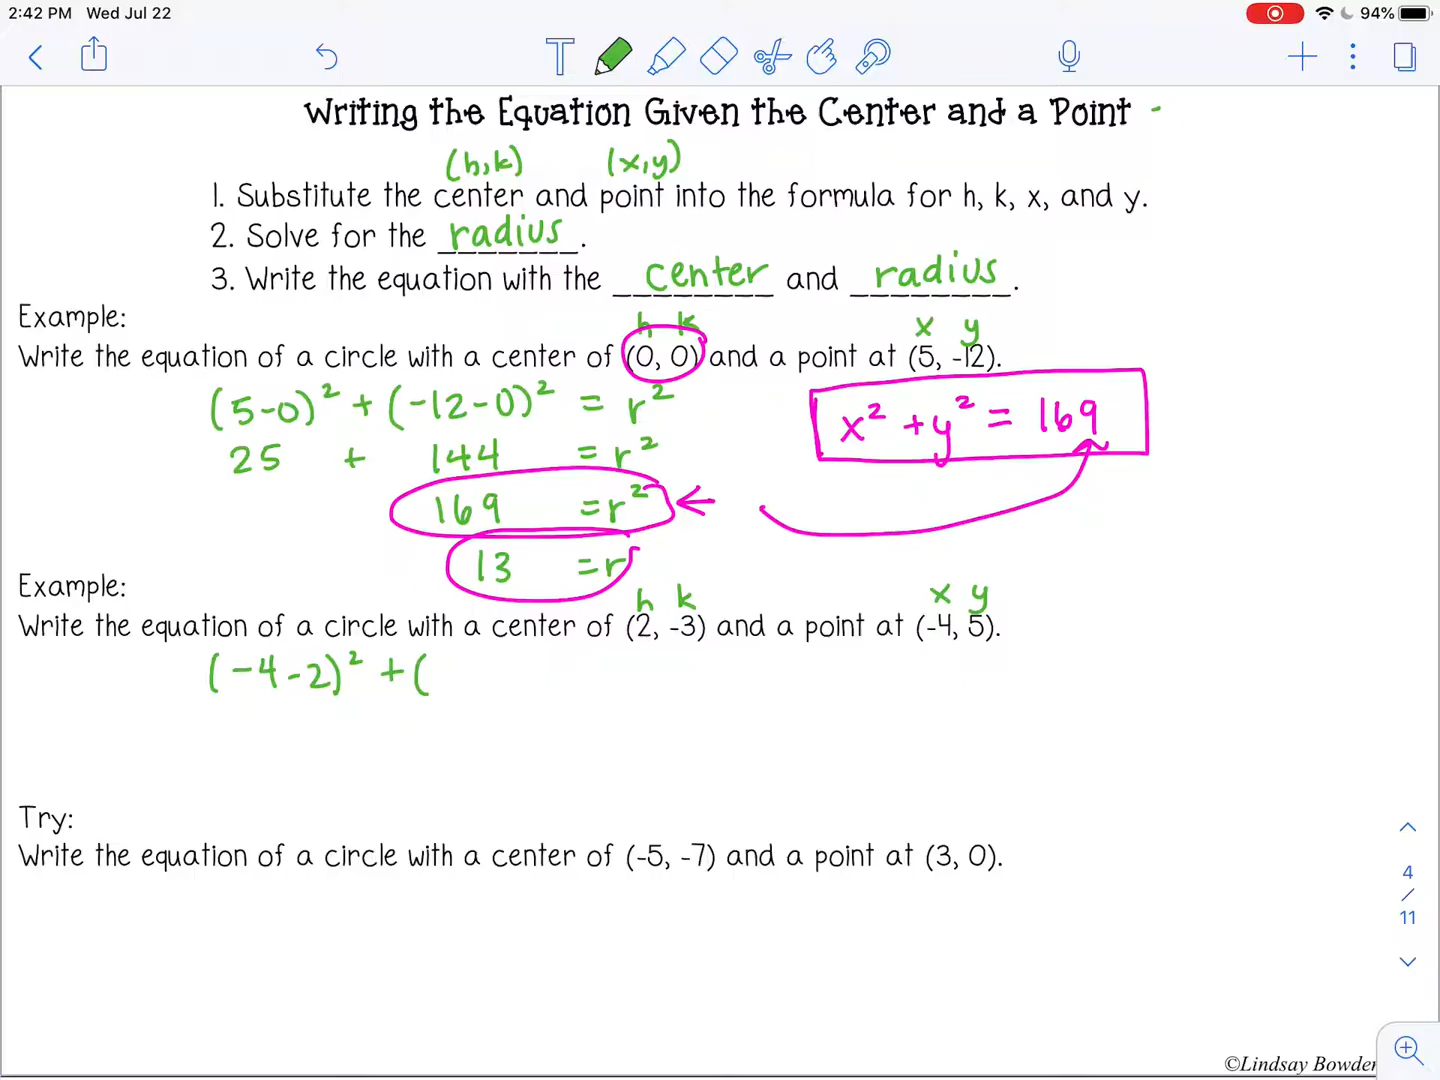 2:42 PM Wed Jul 22 94%
T
Writing the Equation Given the Center and a Point -
(h,k) (x,y)
1. Substitute the center and point into the formula for h, k, x, and y.
2. Solve for the radius.
3. Write the equation with the center and radius.
Example:
h k x y
Write the equation of a circle with a center of (0, 0) and a point at (5, -12).
(5-0)² + (-12-0)² = r²
x² + y² = 169
25 + 144 = r²
169 = r²
13 = r
Example:
h k x y
Write the equation of a circle with a center of (2, -3) and a point at (-4, 5).
(-4-2)² + (
Try:
Write the equation of a circle with a center of (-5, -7) and a point at (3, 0).
4
/
11
©Lindsay Bowden